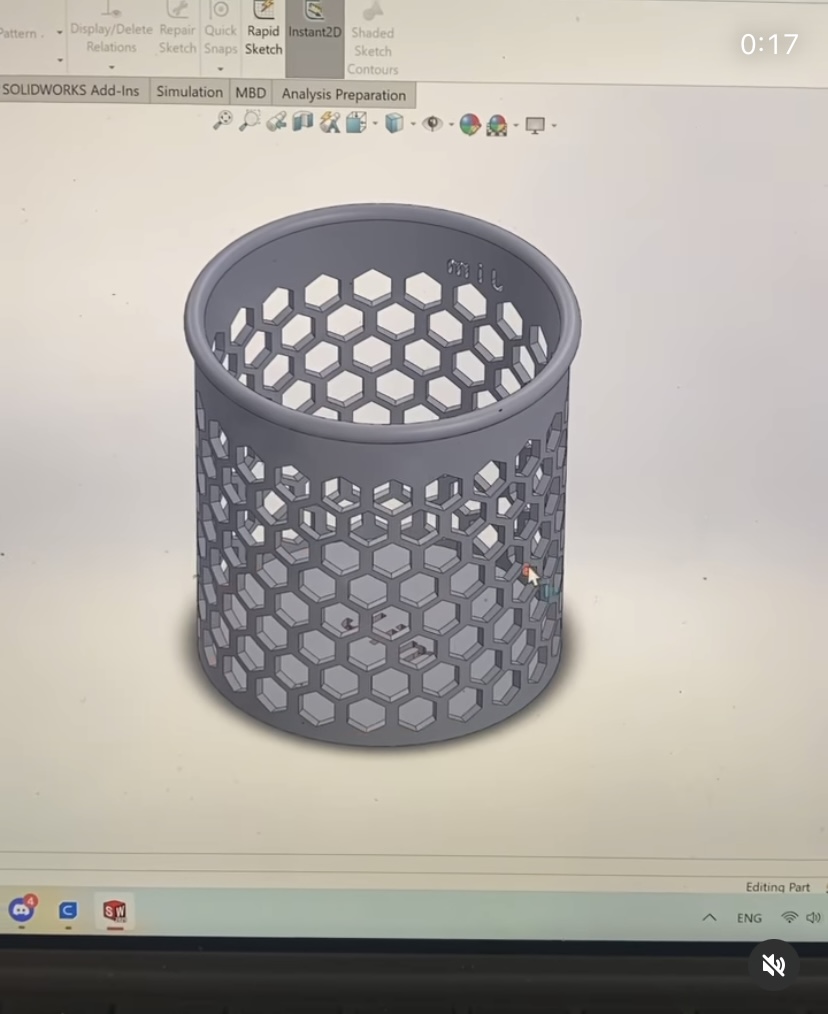 0:17
Pattern
Display/Delete Relations
Repair Sketch
Quick Snaps
Rapid Sketch
Instant2D
Shaded Sketch Contours
SOLIDWORKS Add-Ins
Simulation
MBD
Analysis Preparation
Editing Part
4
C
SW
ENG